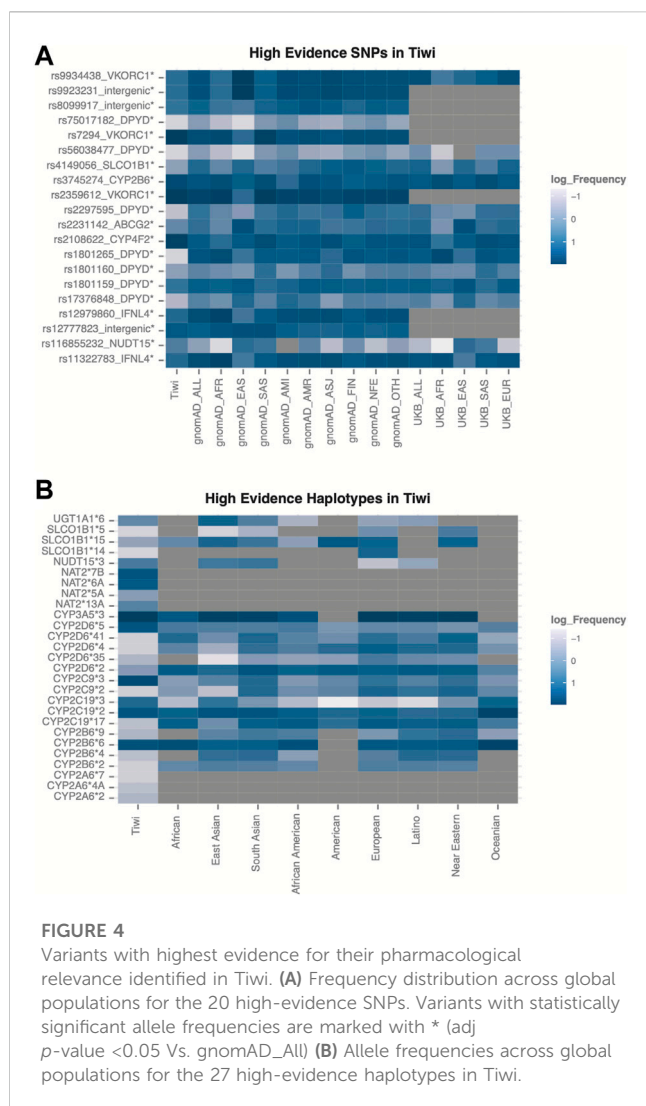 A
High Evidence SNPs in Tiwi
rs9934438_VKORC1*
rs9923231_intergenic*
rs8099917_intergenic*
rs75017182_DPYD*
rs7294_VKORC1*
rs56038477_DPYD*
rs4149056_SLCO1B1*
rs3745274_CYP2B6*
rs2359612_VKORC1*
rs2297595_DPYD*
rs2231142_ABCG2*
rs2108622_CYP4F2*
rs1801265_DPYD*
rs1801160_DPYD*
rs1801159_DPYD*
rs17376848_DPYD*
rs12979860_IFNL4*
rs12777823_intergenic*
rs116855232_NUDT15*
rs11322783_IFNL4*
log_Frequency
−1
0
1
Tiwi
gnomAD_ALL
gnomAD_AFR
gnomAD_EAS
gnomAD_SAS
gnomAD_AMI
gnomAD_AMR
gnomAD_ASJ
gnomAD_FIN
gnomAD_NFE
gnomAD_OTH
UKB_ALL
UKB_AFR
UKB_EAS
UKB_SAS
UKB_EUR
B
High Evidence Haplotypes in Tiwi
UGT1A1*6
SLCO1B1*5
SLCO1B1*15
SLCO1B1*14
NUDT15*3
NAT2*7B
NAT2*6A
NAT2*5A
NAT2*13A
CYP3A5*3
CYP2D6*5
CYP2D6*41
CYP2D6*4
CYP2D6*35
CYP2D6*2
CYP2C9*3
CYP2C9*2
CYP2C19*3
CYP2C19*2
CYP2C19*17
CYP2B6*9
CYP2B6*6
CYP2B6*4
CYP2B6*2
CYP2A6*7
CYP2A6*4A
CYP2A6*2
log_Frequency
−1
0
1
Tiwi
African
East Asian
South Asian
African American
American
European
Latino
Near Eastern
Oceanian
FIGURE 4
Variants with highest evidence for their pharmacological
relevance identified in Tiwi. (A) Frequency distribution across global
populations for the 20 high-evidence SNPs. Variants with statistically
significant allele frequencies are marked with * (adj
p-value <0.05 Vs. gnomAD_All) (B) Allele frequencies across global
populations for the 27 high-evidence haplotypes in Tiwi.